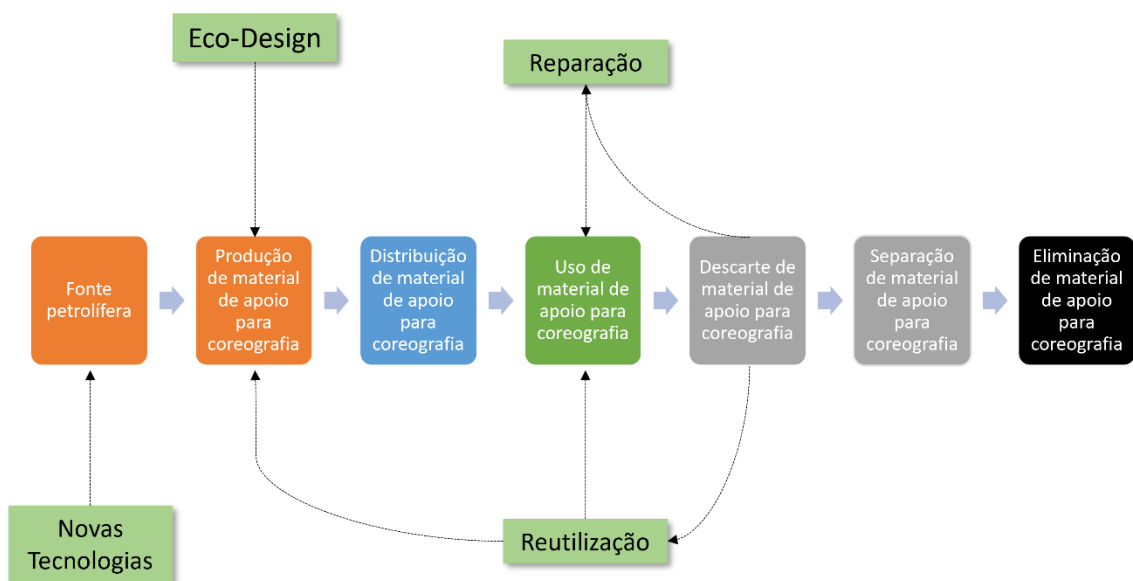 Eco-Design
Reparação
Fonte
petrolífera
Produção
de material
de apoio
para
coreografia
Distribuição
de material
de apoio
para
coreografia
Uso de
material de
apoio para
coreografia
Descarte de
material de
apoio para
coreografia
Separação
de material
de apoio
para
coreografia
Eliminação
de material
de apoio
para
coreografia
Novas
Tecnologias
Reutilização